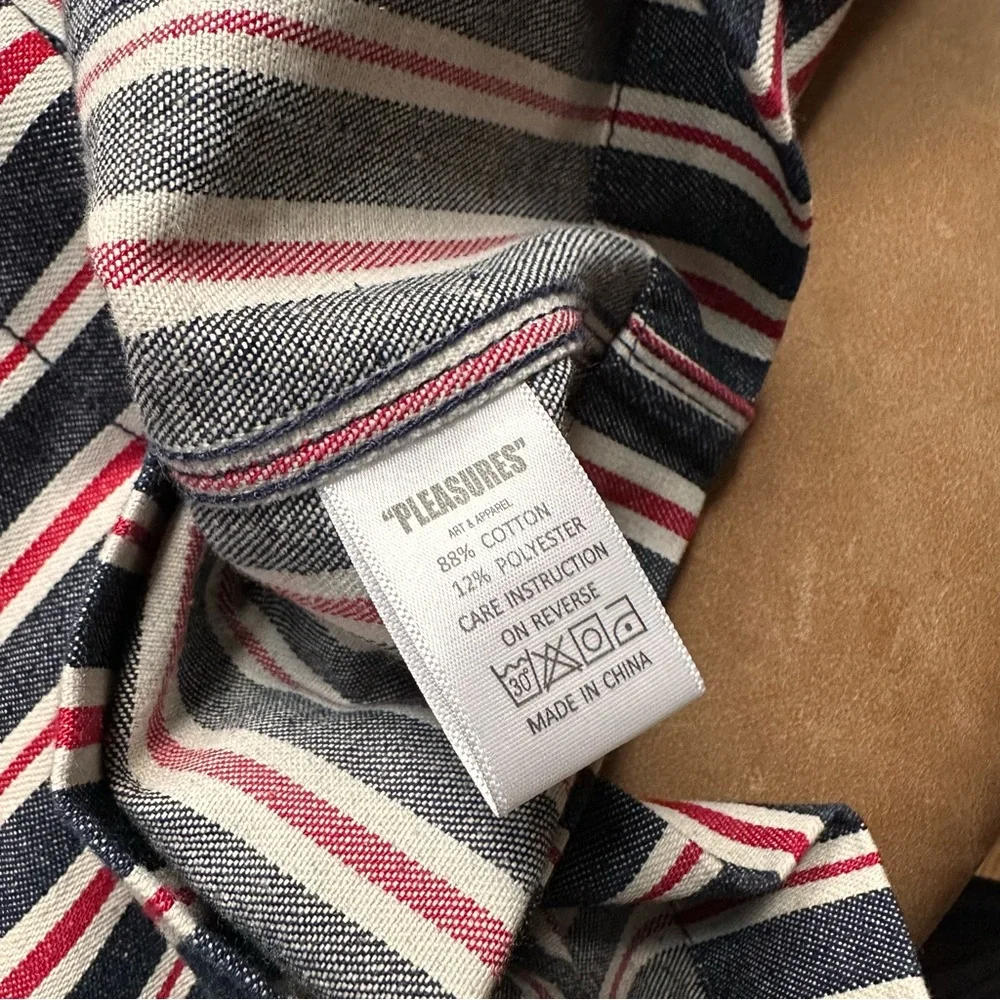 "PLEASURES"
ART & APPAREL
88% COTTON
12% POLYESTER
CARE INSTRUCTION
ON REVERSE
30°
MADE IN CHINA